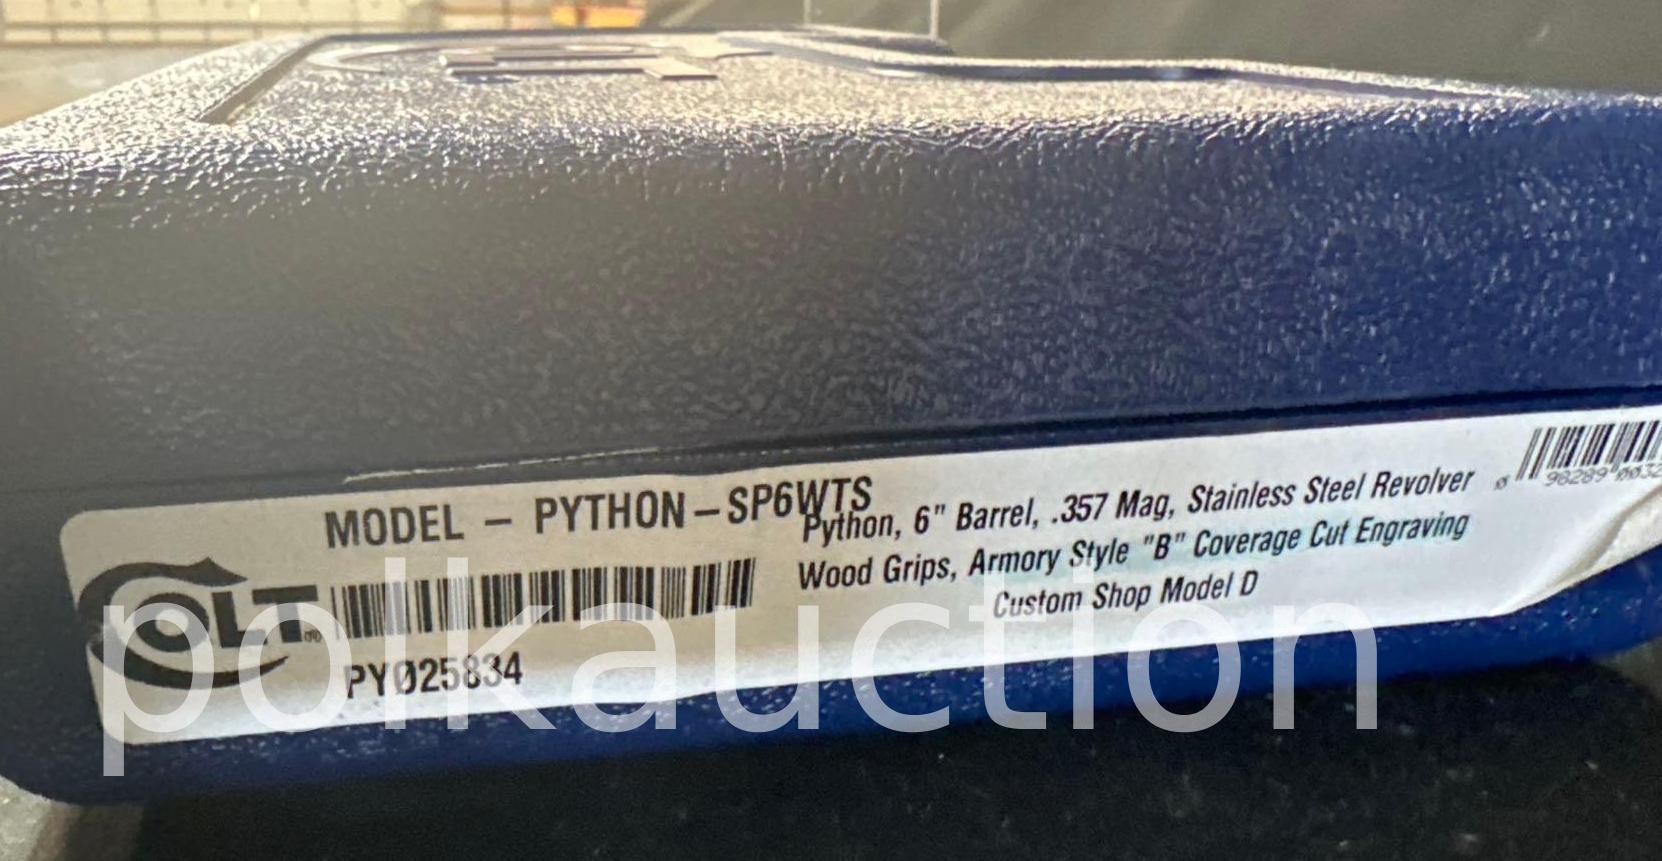 MODEL – PYTHON–SP6WTS
Python, 6" Barrel, .357 Mag, Stainless Steel Revolver
Wood Grips, Armory Style "B" Coverage Cut Engraving
Custom Shop Model D
COLT®
PYØ25834
polkauction